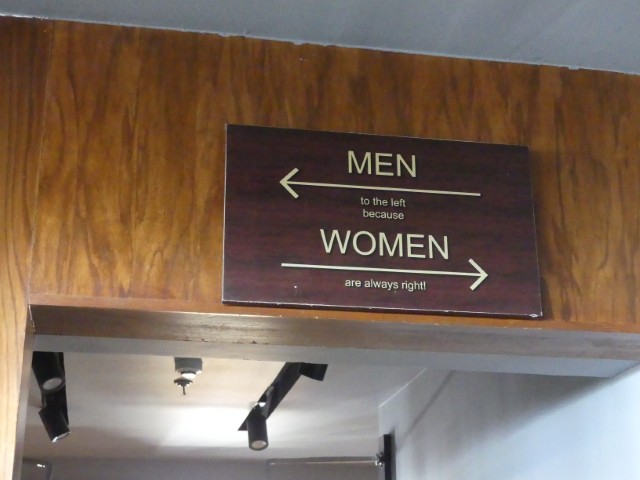 MEN
to the left
because
WOMEN
are always right!